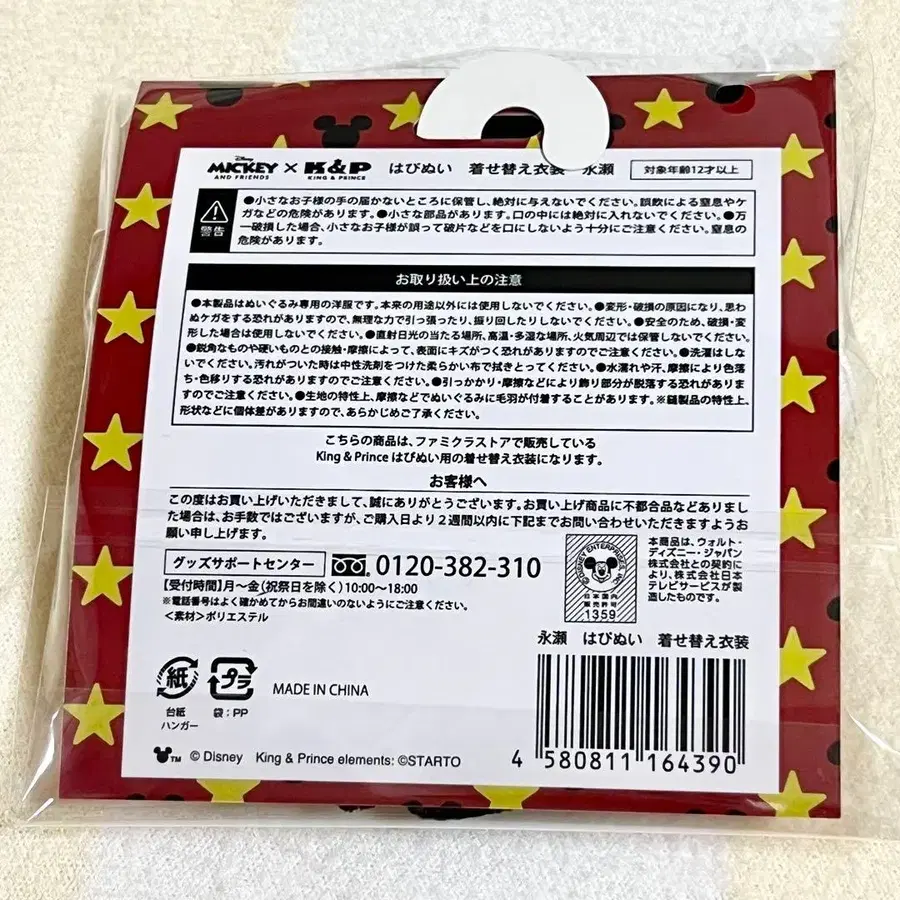 Disney
MICKEY AND FRIENDS × K&P KING & PRINCE はぴぬい 着せ替え衣装 永瀬 対象年齢12才以上
警告
●小さなお子様の手の届かないところに保管し、絶対に与えないでください。誤飲による窒息やケ
ガなどの危険があります。●小さな部品があります。口の中には絶対に入れないでください。●万
一破損した場合、小さなお子様が誤って破片などを口にしないよう十分にご注意ください。窒息の
危険があります。
お取り扱い上の注意
●本製品はぬいぐるみ専用の洋服です。本来の用途以外には使用しないでください。●変形・破損の原因になり、思わ
ぬケガをする恐れがありますので、無理な力で引っ張ったり、振り回したりしないでください。●安全のため、破損・変
形した場合は使用しないでください。●直射日光の当たる場所、高温・多湿な場所、火気周辺では保管しないでください。
●鋭角なものや硬いものとの接触・摩擦によって、表面にキズがつく恐れがありますのでご注意ください。●洗濯はしな
いでください。汚れがついた時は中性洗剤をつけた柔らかい布で拭きとってください。●水濡れや汗、摩擦により色落
ち・色移りする恐れがありますのでご注意ください。●引っかかり・摩擦などにより飾り部分が脱落する恐れがありま
すのでご注意ください。●生地の特性上、摩擦などでぬいぐるみに毛羽が付着することがあります。※縫製品の特性上、
形状などに個体差がありますので、あらかじめご了承ください。
こちらの商品は、ファミクラストアで販売している
King & Prince はぴぬい用の着せ替え衣装になります。
お客様へ
この度はお買い上げいただきまして、誠にありがとうございます。お買い上げ商品に不都合品などありまし
た場合は、お手数ではございますが、ご購入日より2週間以内に下記までお問い合わせいただきますようお
願い申し上げます。
グッズサポートセンター 0120-382-310
【受付時間】月〜金(祝祭日を除く)10:00〜18:00
※電話番号はよく確かめてからお間違いのないようにご注意ください。
<素材>ポリエステル
©DISNEY ENTERPRISES, INC.
日本国内
販売許可
1359
本商品は、ウォルト・
ディズニー・ジャパン
株式会社との契約によ
り、株式会社日本
テレビサービスが
製造したものです。
永瀬 はぴぬい 着せ替え衣装
紙
台紙
ハンガー
プラ
袋:PP
MADE IN CHINA
TM © Disney King & Prince elements: ©STARTO
4 580811 164390